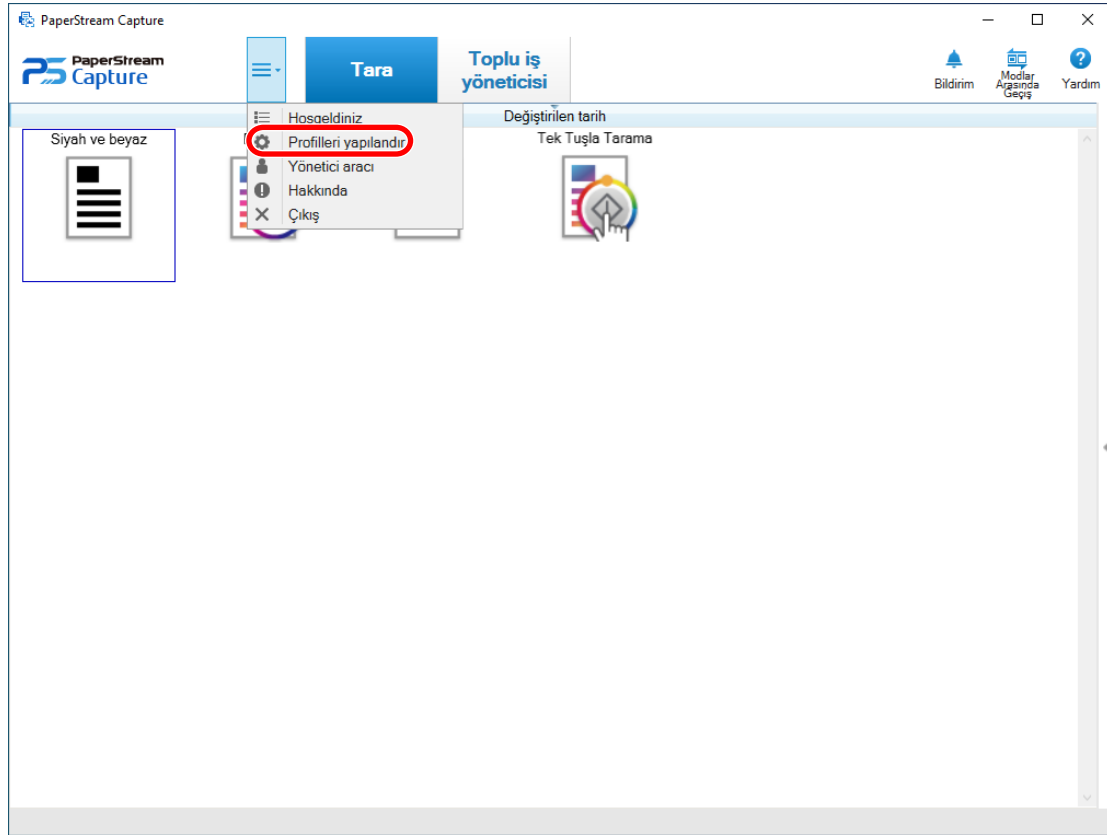 PaperStream Capture
PaperStream
Capture
Tara
Toplu iş
yöneticisi
Bildirim
Modlar
Arasında
Geçiş
Yardım
Değiştirilen tarih
Hoşgeldiniz
Profilleri yapılandır
Yönetici aracı
Hakkında
Çıkış
Siyah ve beyaz
Tek Tuşla Tarama